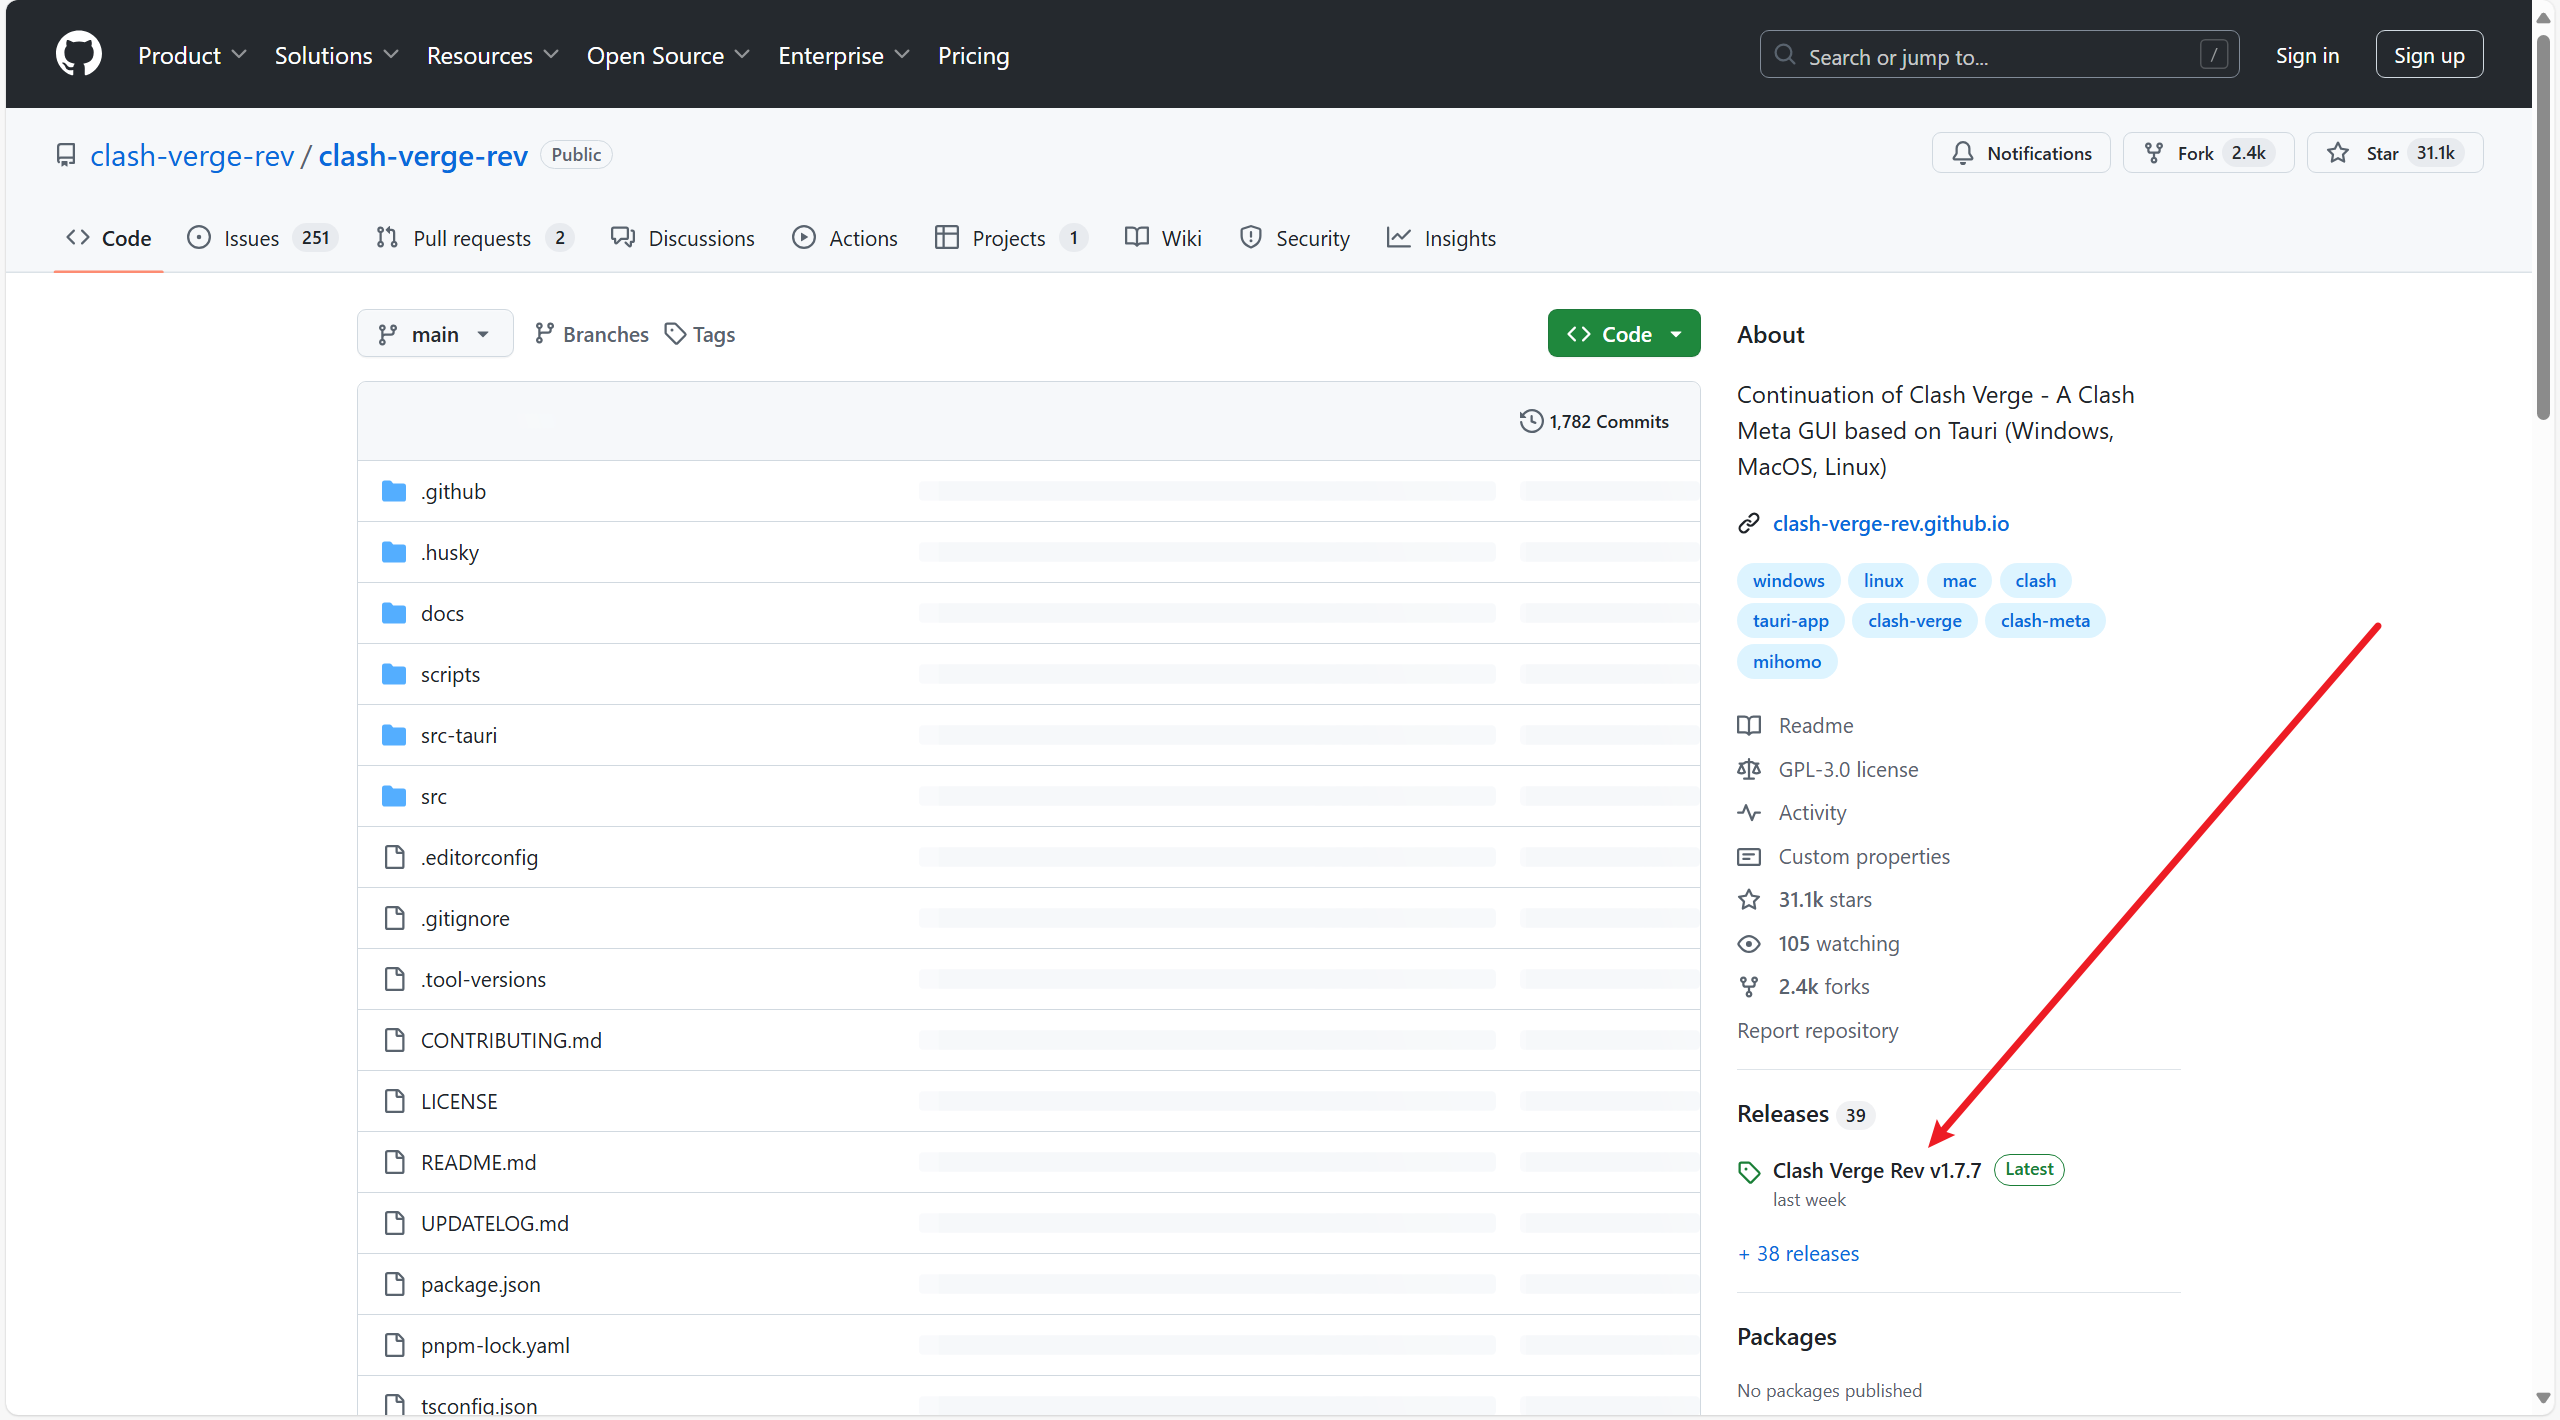 Product Solutions Resources Open Source Enterprise Pricing Search or jump to... / Sign in Sign up
clash-verge-rev / clash-verge-rev Public Notifications Fork 2.4k Star 31.1k
Code Issues 251 Pull requests 2 Discussions Actions Projects 1 Wiki Security Insights
main Branches Tags Code
1,782 Commits
.github
.husky
docs
scripts
src-tauri
src
.editorconfig
.gitignore
.tool-versions
CONTRIBUTING.md
LICENSE
README.md
UPDATELOG.md
package.json
pnpm-lock.yaml
tsconfig.json
About
Continuation of Clash Verge - A Clash
Meta GUI based on Tauri (Windows,
MacOS, Linux)
clash-verge-rev.github.io
windows linux mac clash
tauri-app clash-verge clash-meta
mihomo
Readme
GPL-3.0 license
Activity
Custom properties
31.1k stars
105 watching
2.4k forks
Report repository
Releases 39
Clash Verge Rev v1.7.7 Latest
last week
+ 38 releases
Packages
No packages published